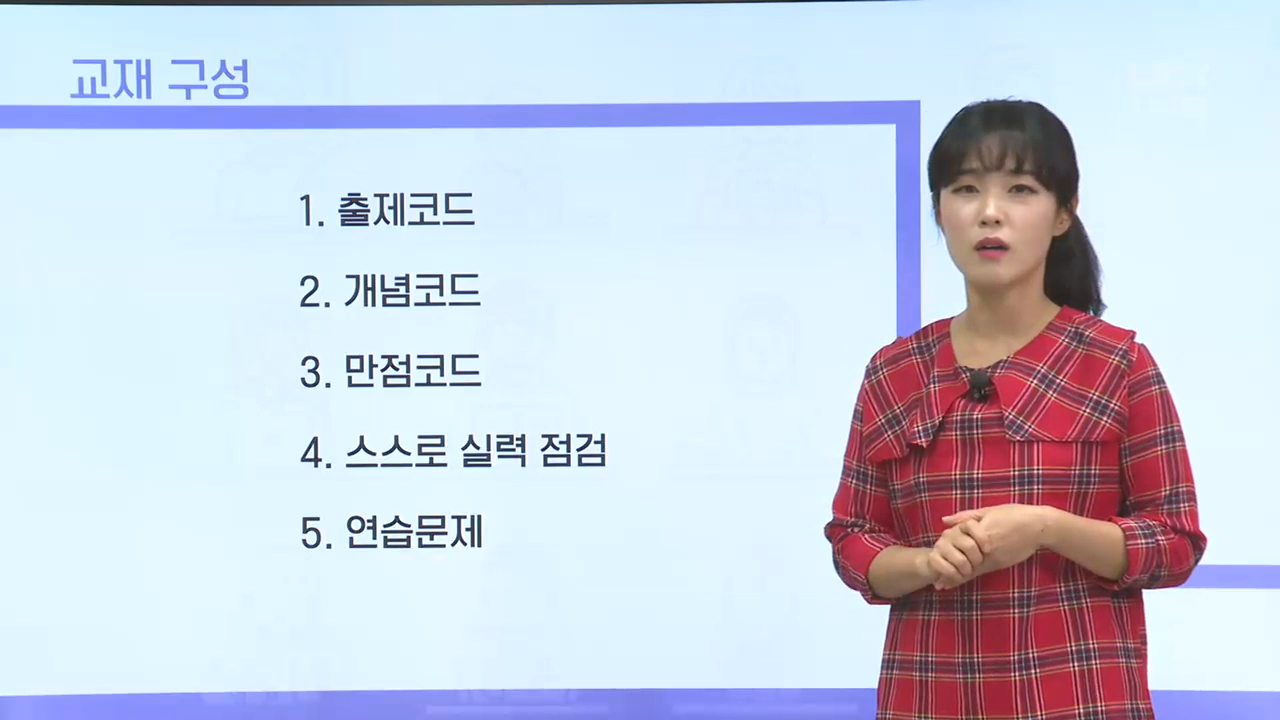 교재 구성
1. 출제코드
2. 개념코드
3. 만점코드
4. 스스로 실력 점검
5. 연습문제